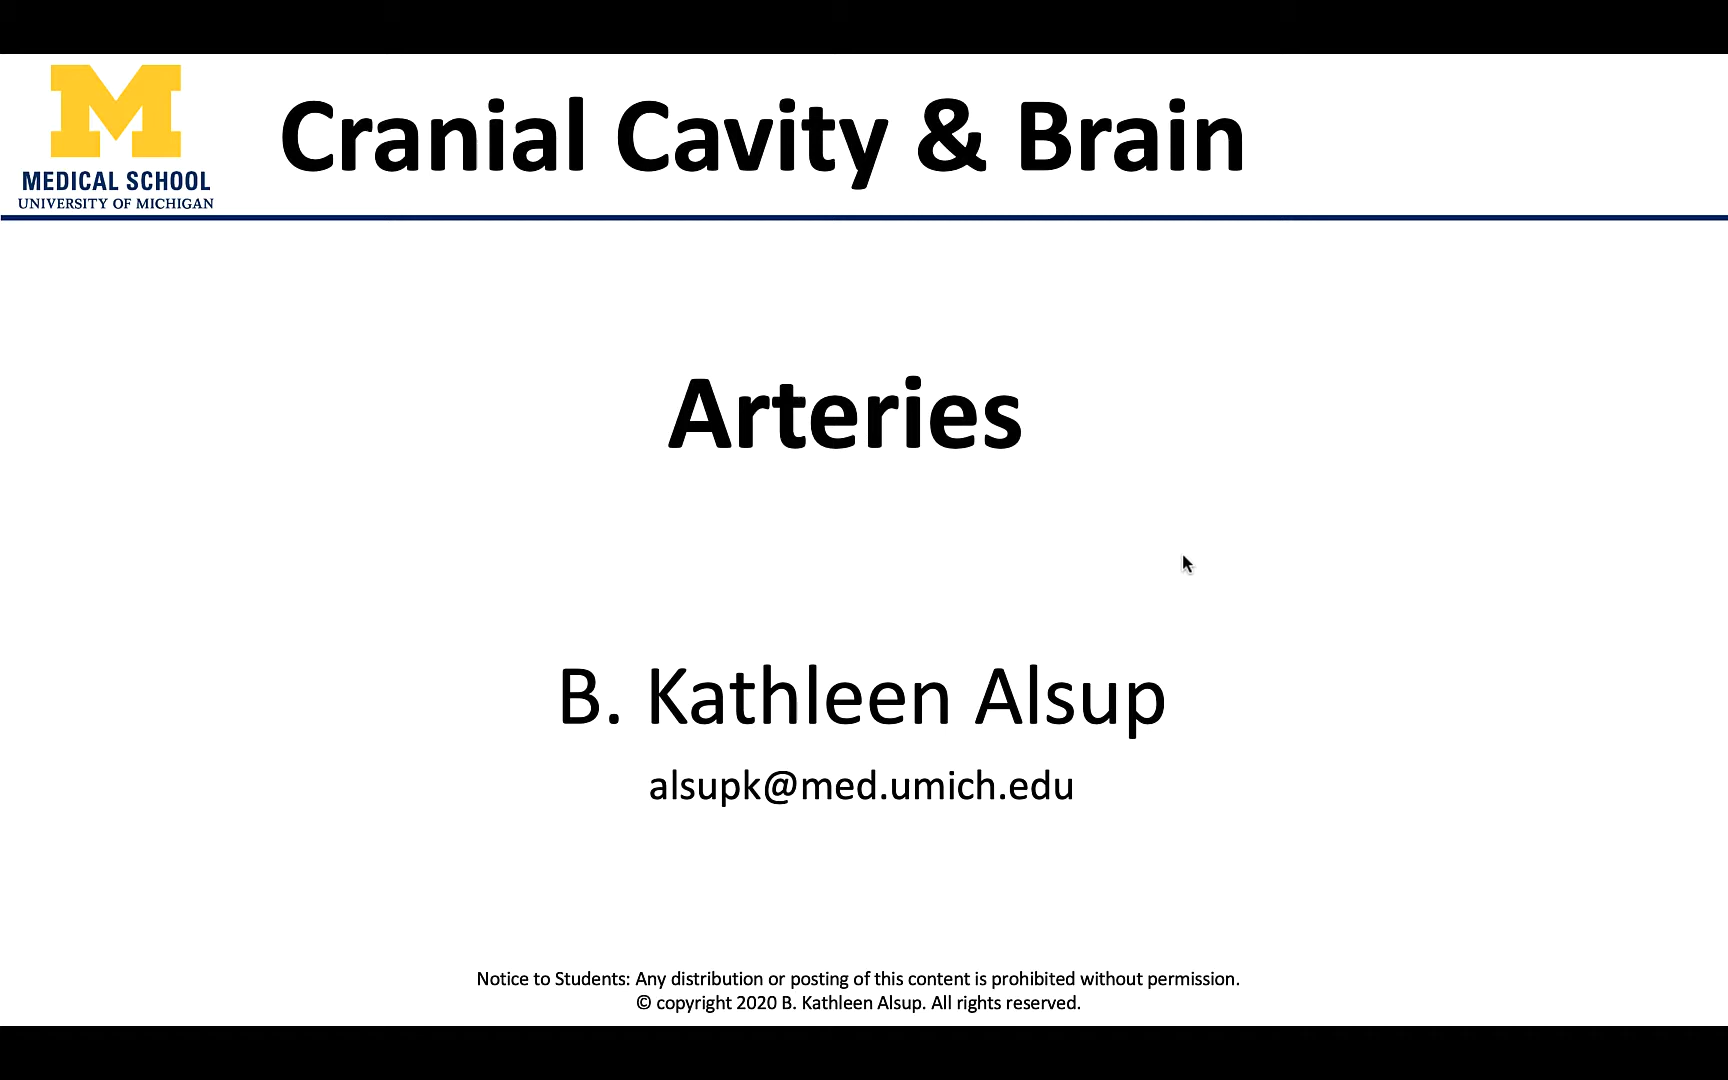 M
MEDICAL SCHOOL
UNIVERSITY OF MICHIGAN
Cranial Cavity & Brain
Arteries
B. Kathleen Alsup
alsupk@med.umich.edu
Notice to Students: Any distribution or posting of this content is prohibited without permission.
© copyright 2020 B. Kathleen Alsup. All rights reserved.